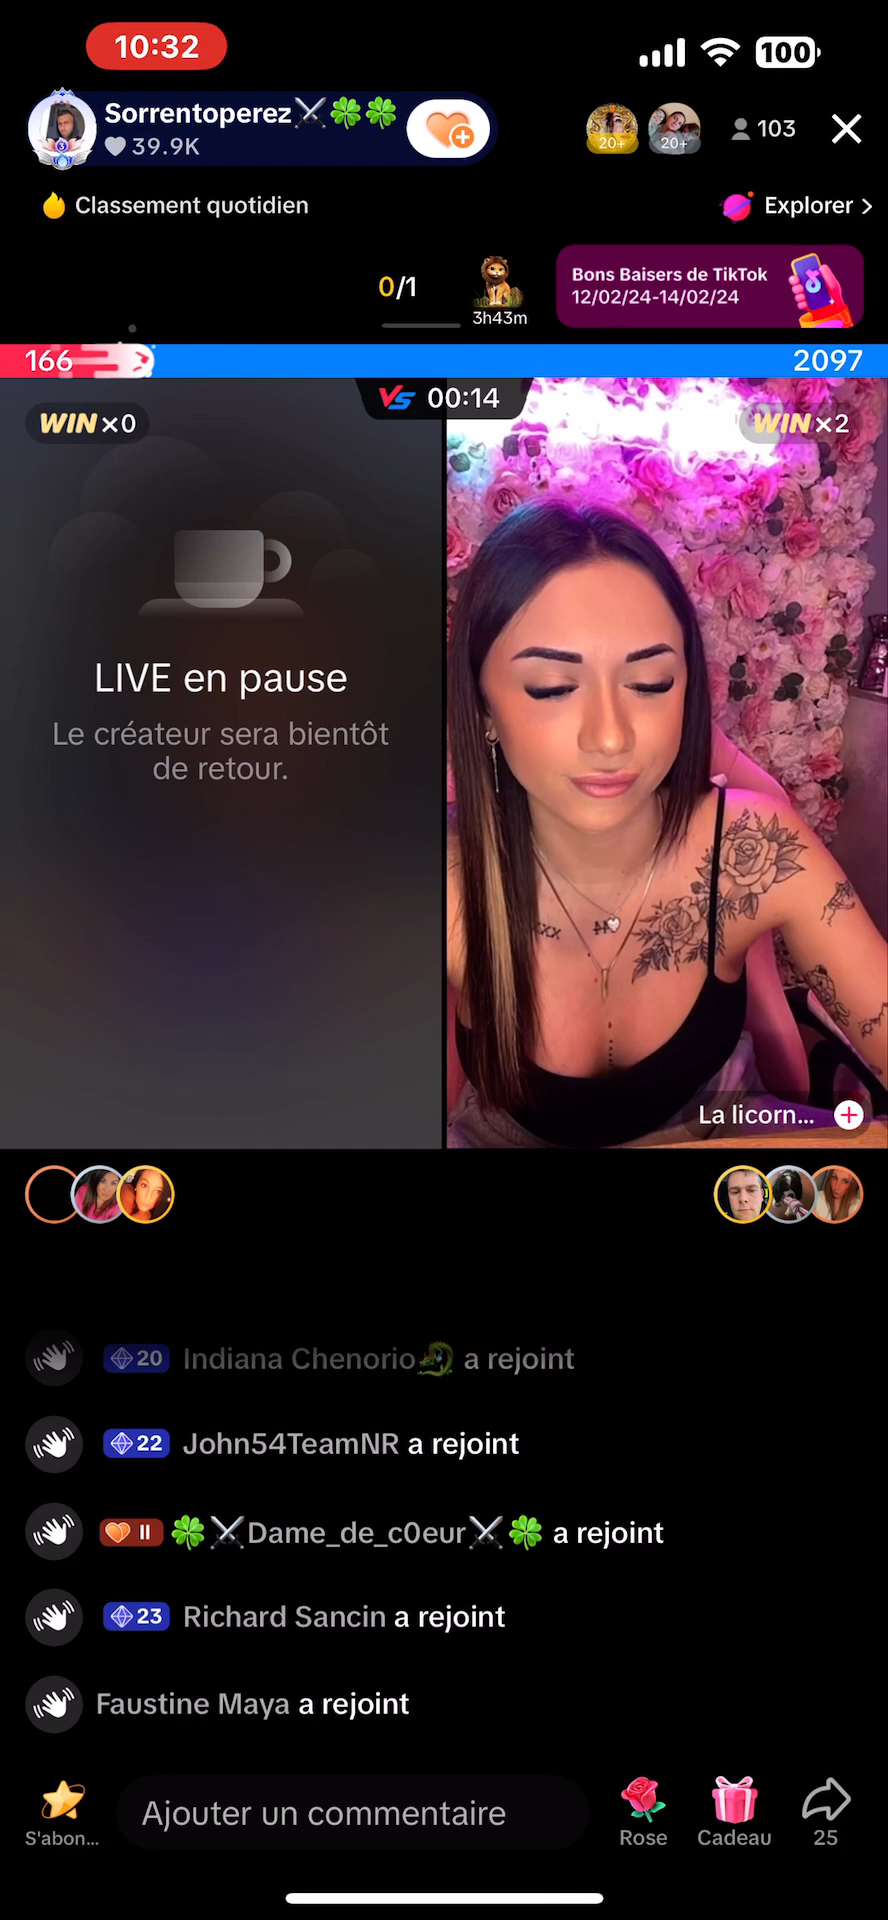 10:32
100
Sorrentoperez⚔️🍀🍀
39.9K
20+
20+
103
Classement quotidien
Explorer >
0/1
3h43m
Bons Baisers de TikTok
12/02/24-14/02/24
166
2097
WIN x0
VS 00:14
WIN x2
LIVE en pause
Le créateur sera bientôt
de retour.
La licorn...
20 Indiana Chenorio🐉 a rejoint
22 John54TeamNR a rejoint
II 🍀⚔️Dame_de_c0eur⚔️🍀 a rejoint
23 Richard Sancin a rejoint
Faustine Maya a rejoint
S'abon...
Ajouter un commentaire
Rose
Cadeau
25